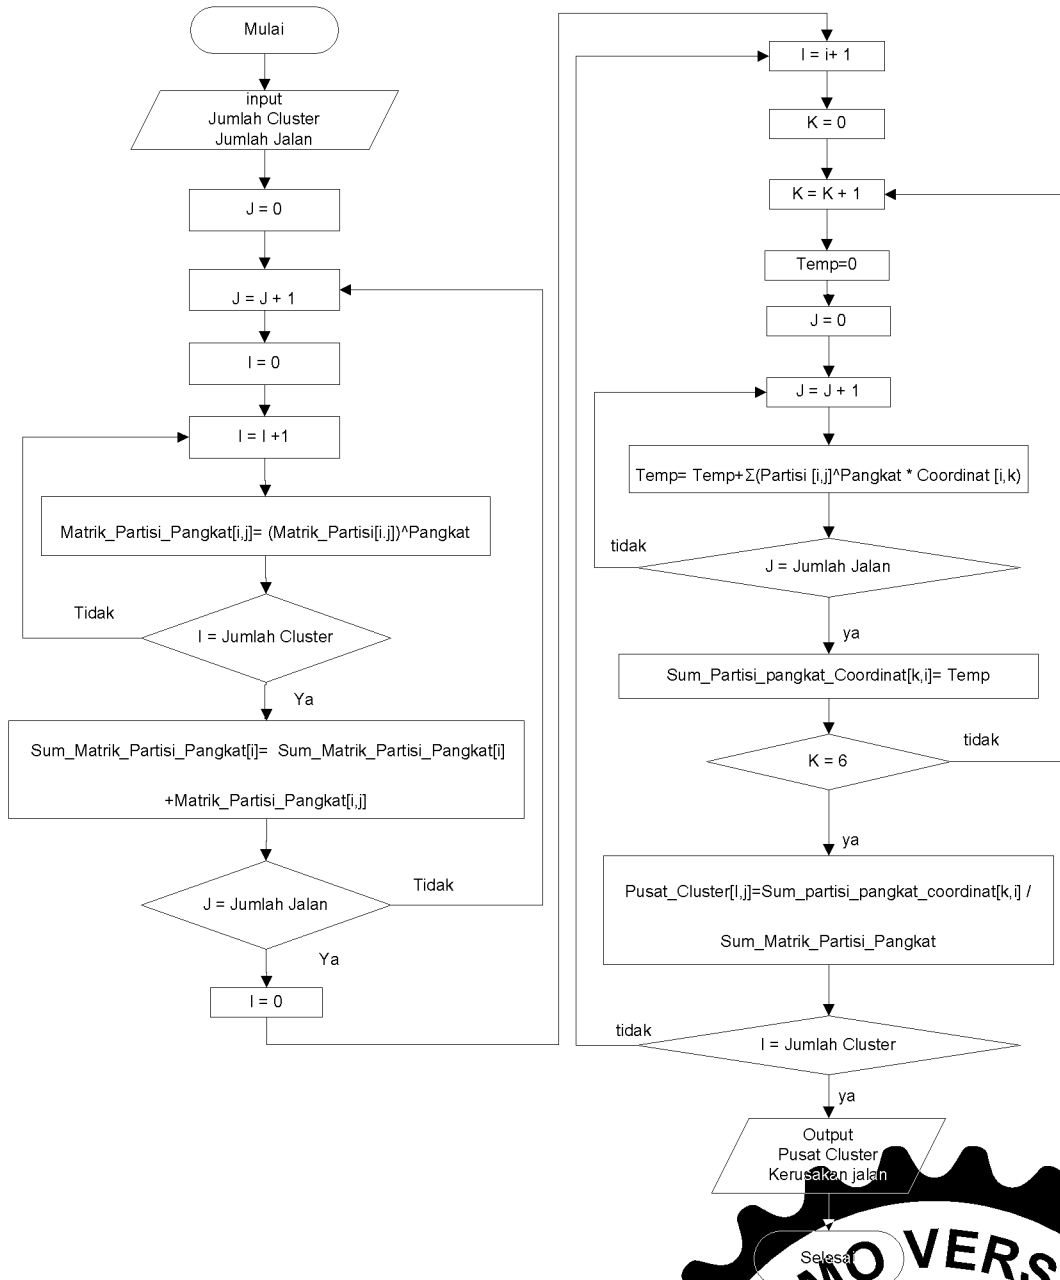 Mulai
input
Jumlah Cluster
Jumlah Jalan
J = 0
J = J + 1
I = 0
I = I +1
Matrik_Partisi_Pangkat[i,j]= (Matrik_Partisi[i.j])^Pangkat
Tidak
I = Jumlah Cluster
Ya
Sum_Matrik_Partisi_Pangkat[i]= Sum_Matrik_Partisi_Pangkat[i]
+Matrik_Partisi_Pangkat[i,j]
Tidak
J = Jumlah Jalan
Ya
I = 0
I = i+ 1
K = 0
K = K + 1
Temp=0
J = 0
J = J + 1
Temp= Temp+Σ(Partisi [i,j]^Pangkat * Coordinat [i,k)
tidak
J = Jumlah Jalan
ya
Sum_Partisi_pangkat_Coordinat[k,i]= Temp
tidak
K = 6
ya
Pusat_Cluster[I,j]=Sum_partisi_pangkat_coordinat[k,i] /
Sum_Matrik_Partisi_Pangkat
tidak
I = Jumlah Cluster
ya
Output
Pusat Cluster
Kerusakan jalan
Selesai
MO VERS